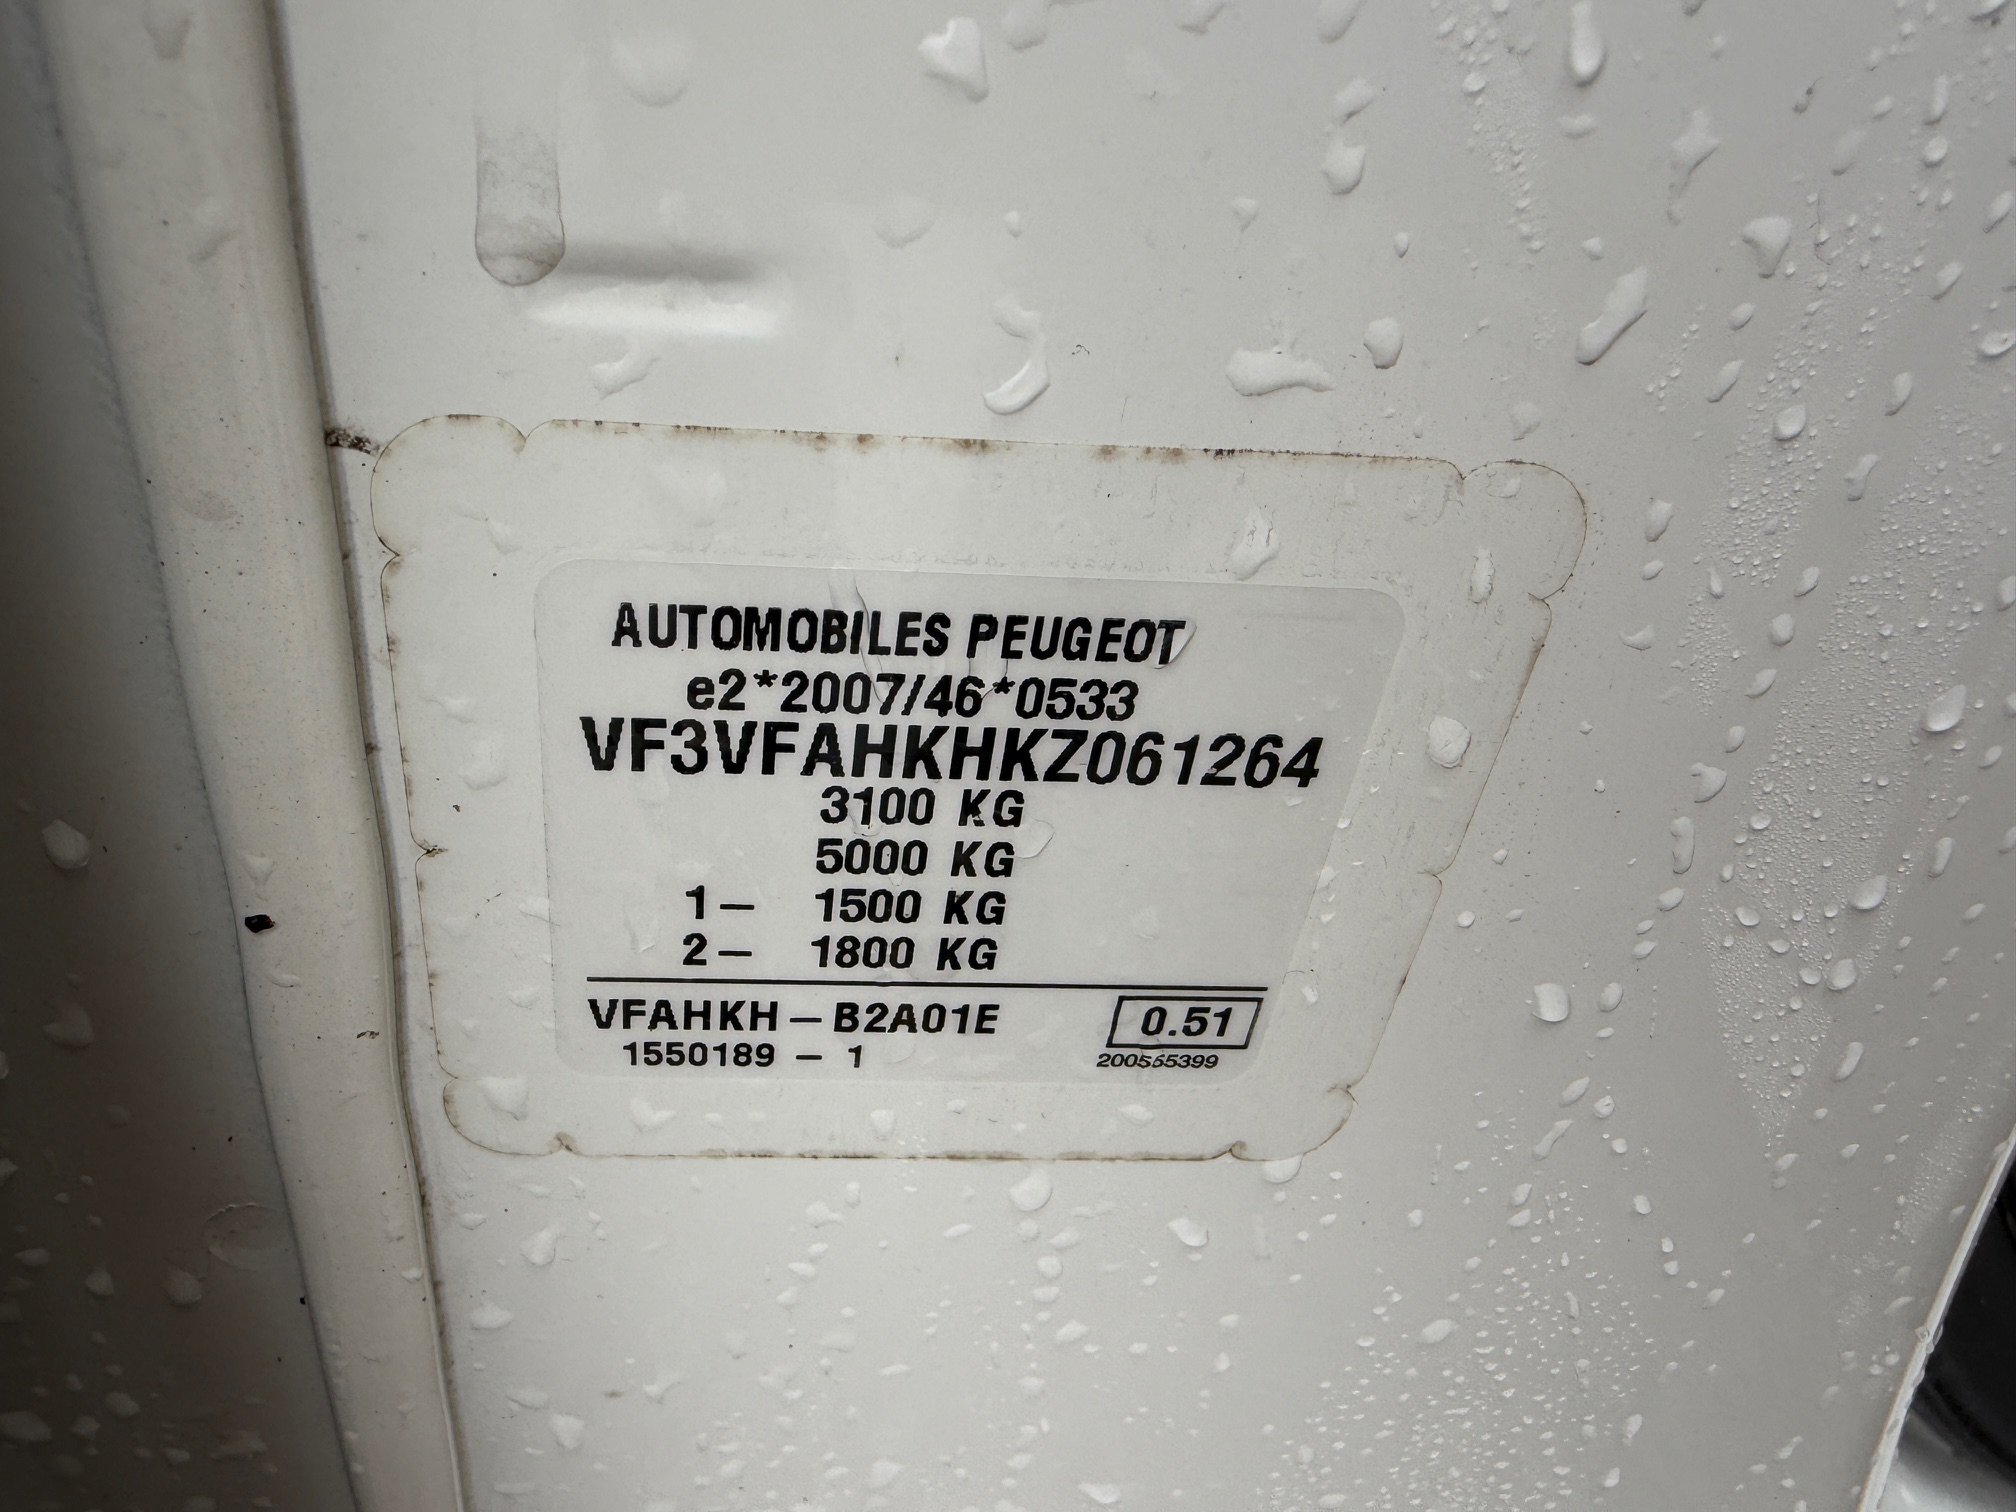 AUTOMOBILES PEUGEOT
e2*2007/46*0533
VF3VFAHKHKZ061264
3100 KG
5000 KG
1- 1500 KG
2- 1800 KG
VFAHKH-B2A01E 0.51
1550189 - 1 200565399